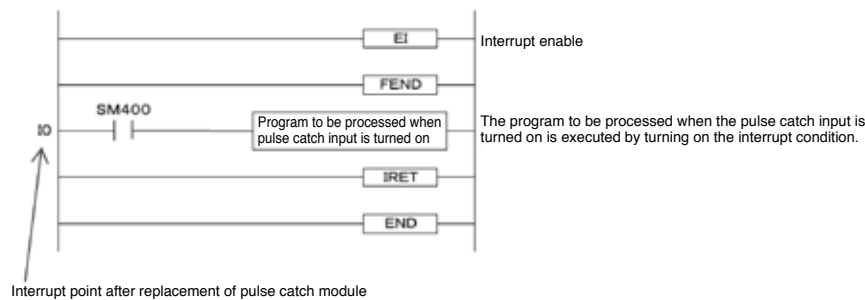 EI
Interrupt enable
FEND
SM400
I0
Program to be processed when
pulse catch input is turned on
The program to be processed when the pulse catch input is
turned on is executed by turning on the interrupt condition.
IRET
END
Interrupt point after replacement of pulse catch module